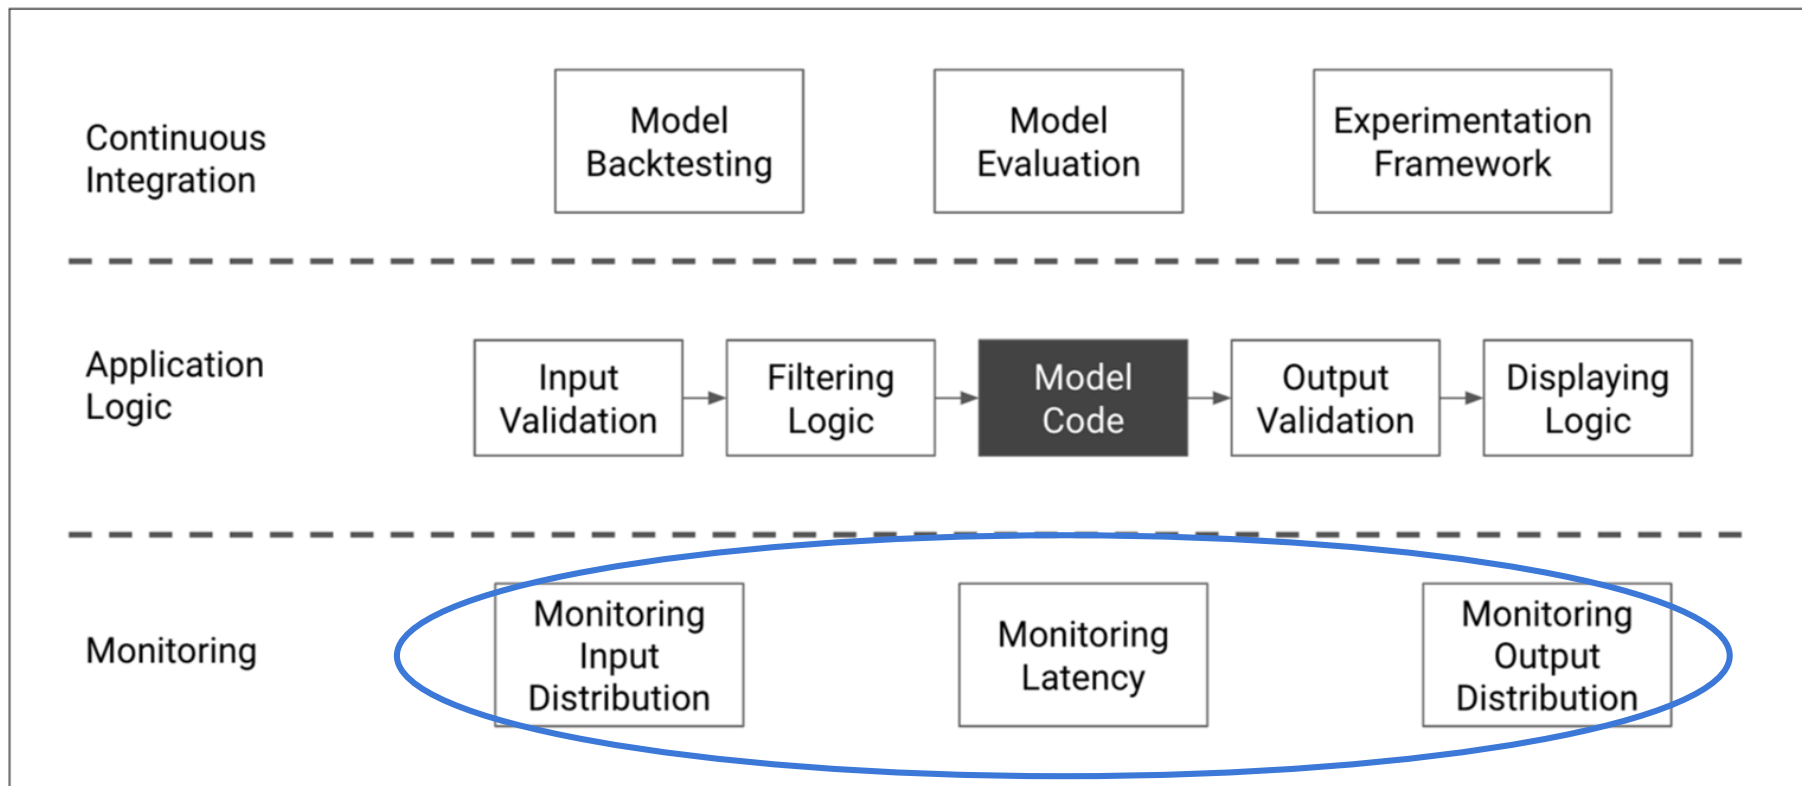 Continuous
Integration
Model
Backtesting
Model
Evaluation
Experimentation
Framework
Application
Logic
Input
Validation
Filtering
Logic
Model
Code
Output
Validation
Displaying
Logic
Monitoring
Monitoring
Input
Distribution
Monitoring
Latency
Monitoring
Output
Distribution